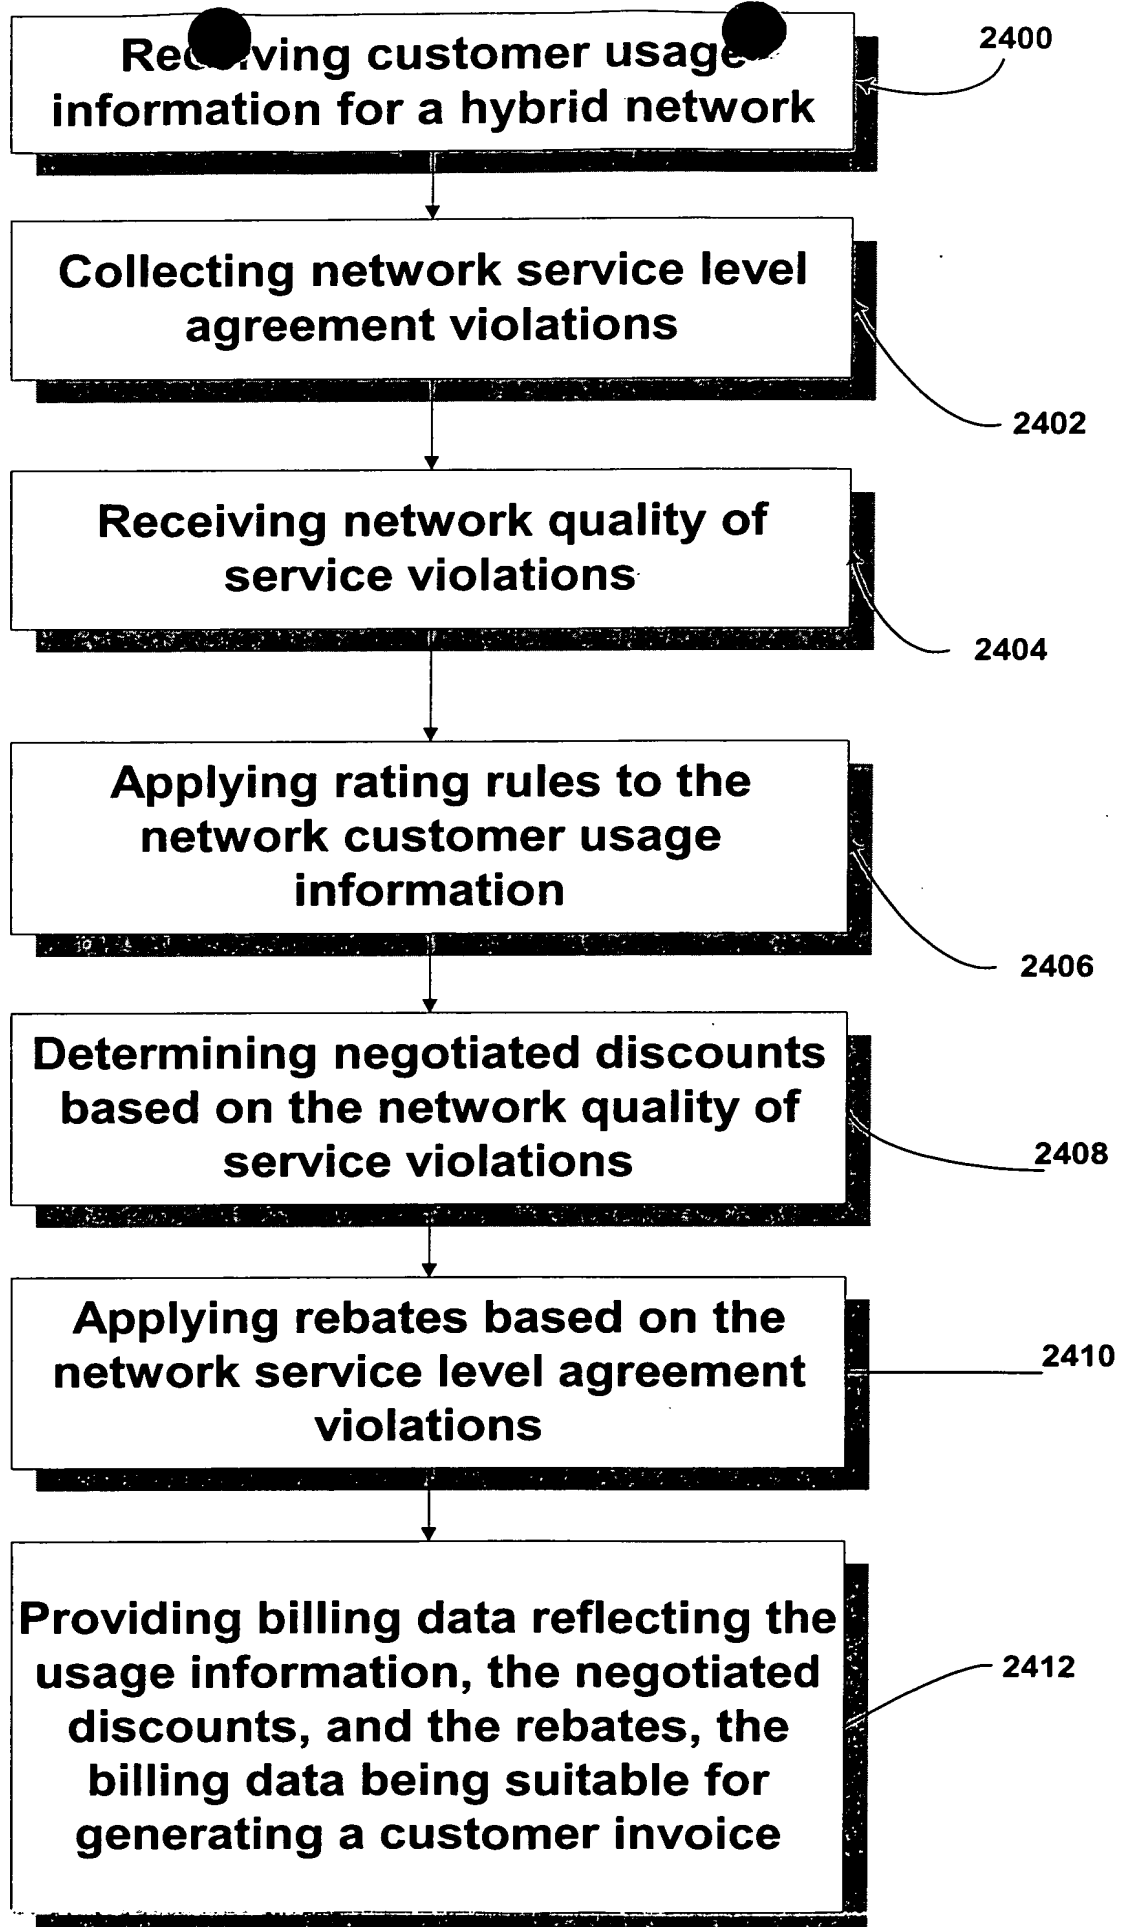 Receiving customer usage
information for a hybrid network
2400
Collecting network service level
agreement violations
2402
Receiving network quality of
service violations
2404
Applying rating rules to the
network customer usage
information
2406
Determining negotiated discounts
based on the network quality of
service violations
2408
Applying rebates based on the
network service level agreement
violations
2410
Providing billing data reflecting the
usage information, the negotiated
discounts, and the rebates, the
billing data being suitable for
generating a customer invoice
2412